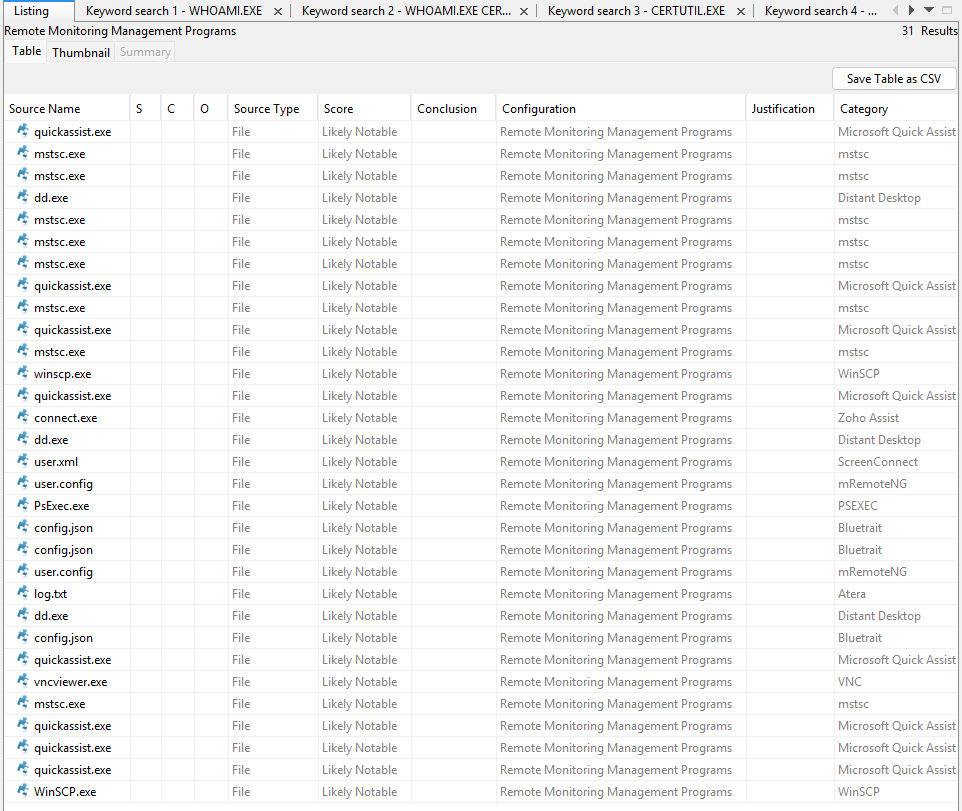 Listing Keyword search 1 - WHOAMI.EXE × Keyword search 2 - WHOAMI.EXE CER... × Keyword search 3 - CERTUTIL.EXE × Keyword search 4 - ...
Remote Monitoring Management Programs 31 Results
Table Thumbnail Summary
Save Table as CSV
Source Name S C O Source Type Score Conclusion Configuration Justification Category
quickassist.exe File Likely Notable Remote Monitoring Management Programs Microsoft Quick Assist
mstsc.exe File Likely Notable Remote Monitoring Management Programs mstsc
mstsc.exe File Likely Notable Remote Monitoring Management Programs mstsc
dd.exe File Likely Notable Remote Monitoring Management Programs Distant Desktop
mstsc.exe File Likely Notable Remote Monitoring Management Programs mstsc
mstsc.exe File Likely Notable Remote Monitoring Management Programs mstsc
mstsc.exe File Likely Notable Remote Monitoring Management Programs mstsc
quickassist.exe File Likely Notable Remote Monitoring Management Programs Microsoft Quick Assist
mstsc.exe File Likely Notable Remote Monitoring Management Programs mstsc
quickassist.exe File Likely Notable Remote Monitoring Management Programs Microsoft Quick Assist
mstsc.exe File Likely Notable Remote Monitoring Management Programs mstsc
winscp.exe File Likely Notable Remote Monitoring Management Programs WinSCP
quickassist.exe File Likely Notable Remote Monitoring Management Programs Microsoft Quick Assist
connect.exe File Likely Notable Remote Monitoring Management Programs Zoho Assist
dd.exe File Likely Notable Remote Monitoring Management Programs Distant Desktop
user.xml File Likely Notable Remote Monitoring Management Programs ScreenConnect
user.config File Likely Notable Remote Monitoring Management Programs mRemoteNG
PsExec.exe File Likely Notable Remote Monitoring Management Programs PSEXEC
config.json File Likely Notable Remote Monitoring Management Programs Bluetrait
config.json File Likely Notable Remote Monitoring Management Programs Bluetrait
user.config File Likely Notable Remote Monitoring Management Programs mRemoteNG
log.txt File Likely Notable Remote Monitoring Management Programs Atera
dd.exe File Likely Notable Remote Monitoring Management Programs Distant Desktop
config.json File Likely Notable Remote Monitoring Management Programs Bluetrait
quickassist.exe File Likely Notable Remote Monitoring Management Programs Microsoft Quick Assist
vncviewer.exe File Likely Notable Remote Monitoring Management Programs VNC
mstsc.exe File Likely Notable Remote Monitoring Management Programs mstsc
quickassist.exe File Likely Notable Remote Monitoring Management Programs Microsoft Quick Assist
quickassist.exe File Likely Notable Remote Monitoring Management Programs Microsoft Quick Assist
quickassist.exe File Likely Notable Remote Monitoring Management Programs Microsoft Quick Assist
WinSCP.exe File Likely Notable Remote Monitoring Management Programs WinSCP